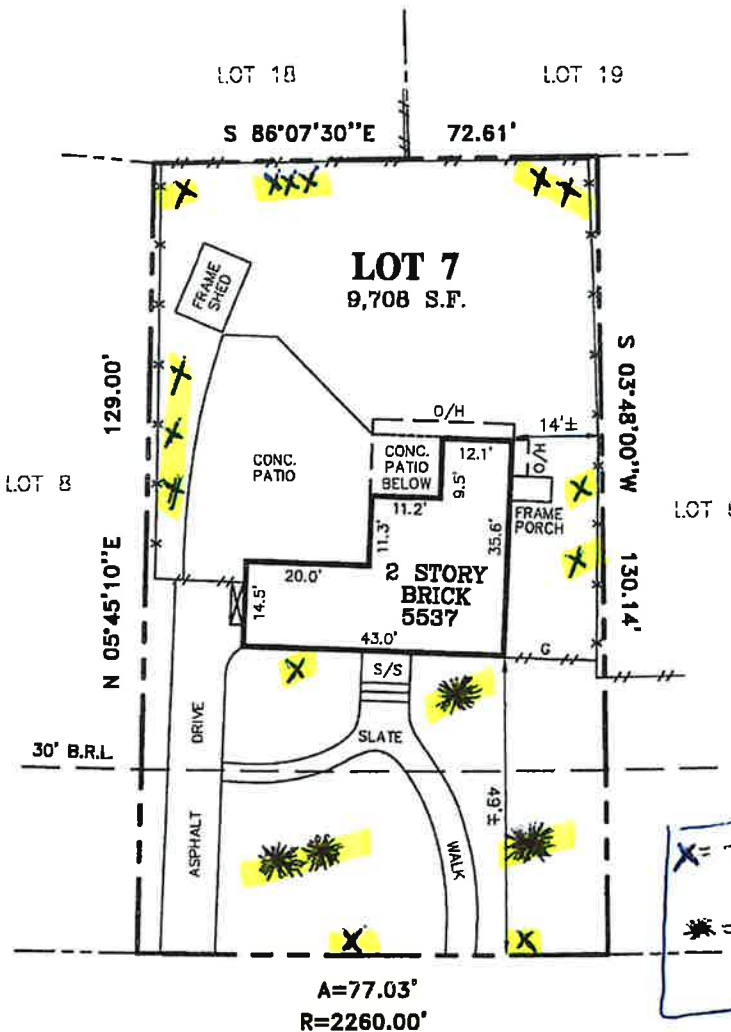 LOT 18
LOT 19
S 86°07'30"E 72.61'
LOT 7
9,708 S.F.
FRAME
SHED
129.00'
S 03°48'00"W 130.14'
O/H
14'±
CONC.
PATIO
CONC.
PATIO
BELOW
12.1'
O/H
9.5'
LOT 8
11.2'
FRAME
PORCH
LOT
11.3'
35.6'
20.0'
2 STORY
BRICK
5537
14.5'
N 05°45'10"E
43.0'
G
S/S
DRIVE
SLATE
30' B.R.L.
49'±
ASPHALT
WALK
X =
=
A=77.03'
R=2260.00'